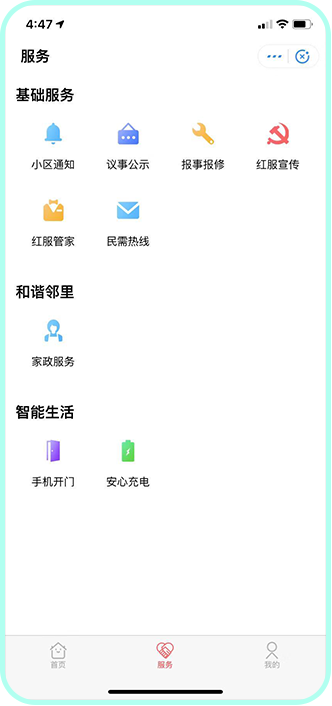 4:47
服务
基础服务
小区通知 议事公示 报事报修 红服宣传
红服管家 民需热线
和谐邻里
家政服务
智能生活
手机开门 安心充电
首页 服务 我的